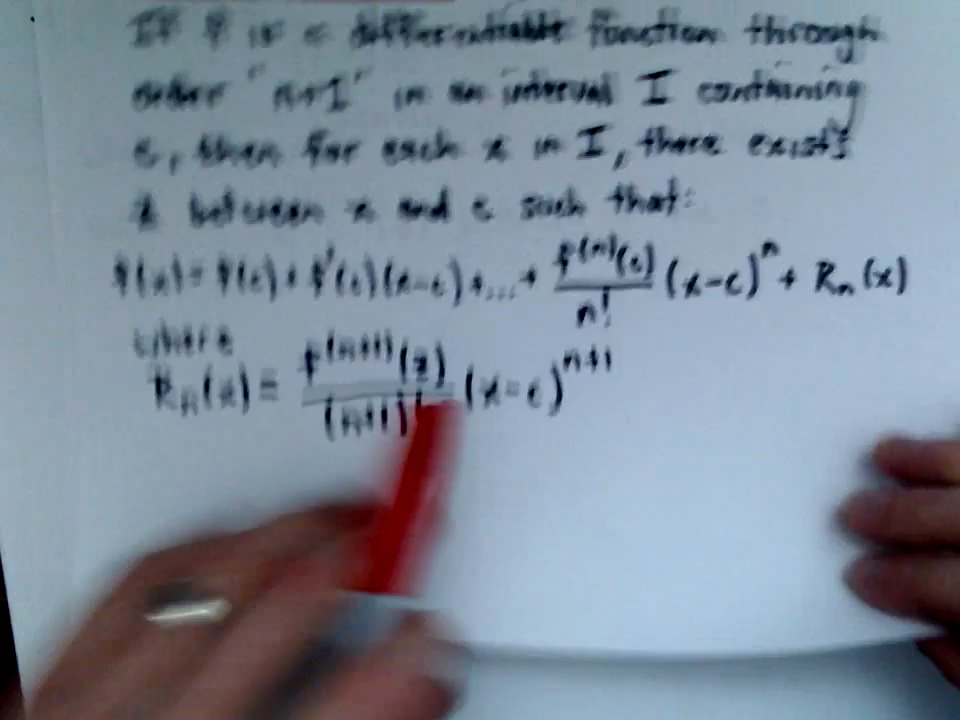 If f is c differentiable function through
order "n+1" in an interval I containing
c, then for each x in I, there exists
z between x and c such that:
f(x) = f(c) + f'(c)(x-c) + ... + f^(n)(c)/n! (x-c)^n + Rn(x)
where
Rn(x) = f^(n+1)(z)/(n+1)! (x-c)^n+1